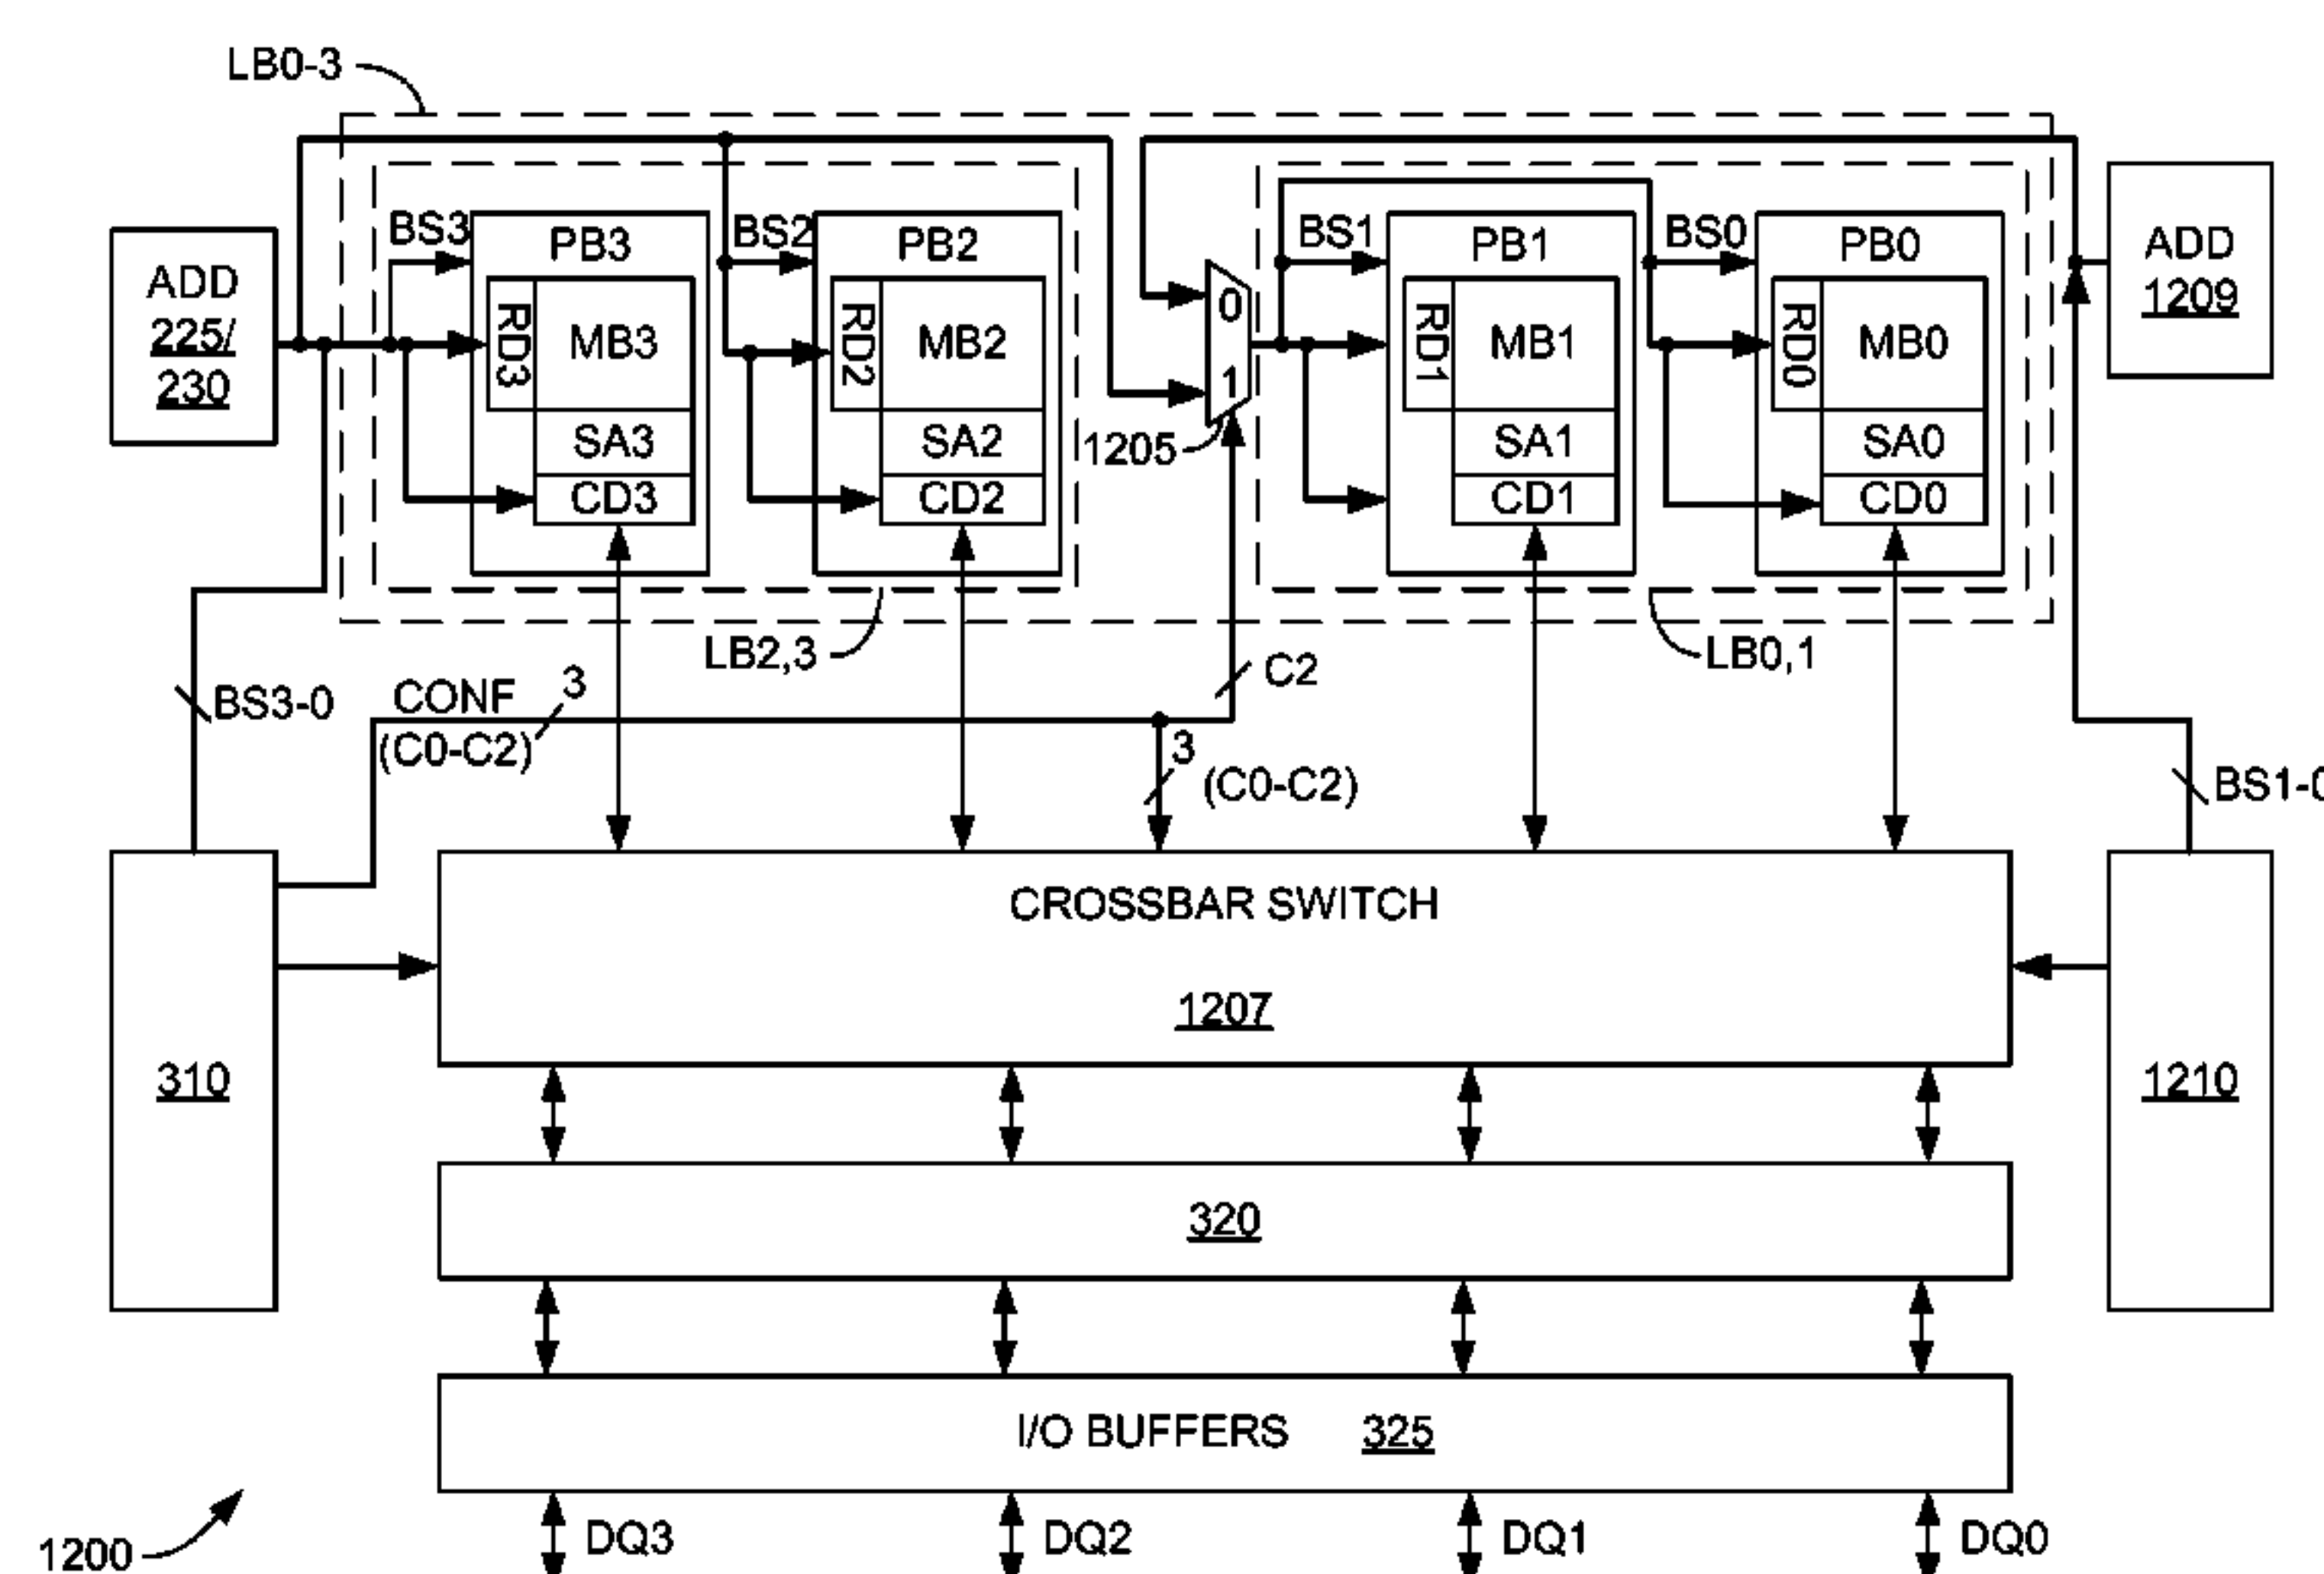 LB0-3
ADD
225/
230
BS3
PB3
RD3
MB3
SA3
CD3
BS2
PB2
RD2
MB2
SA2
CD2
0
1
1205
BS1
PB1
RD1
MB1
SA1
CD1
BS0
PB0
RD0
MB0
SA0
CD0
ADD
1209
LB2,3
LB0,1
BS3-0
CONF
(C0-C2)
3
C2
3
(C0-C2)
BS1-0
310
CROSSBAR SWITCH
1207
1210
320
I/O BUFFERS 325
1200
DQ3
DQ2
DQ1
DQ0